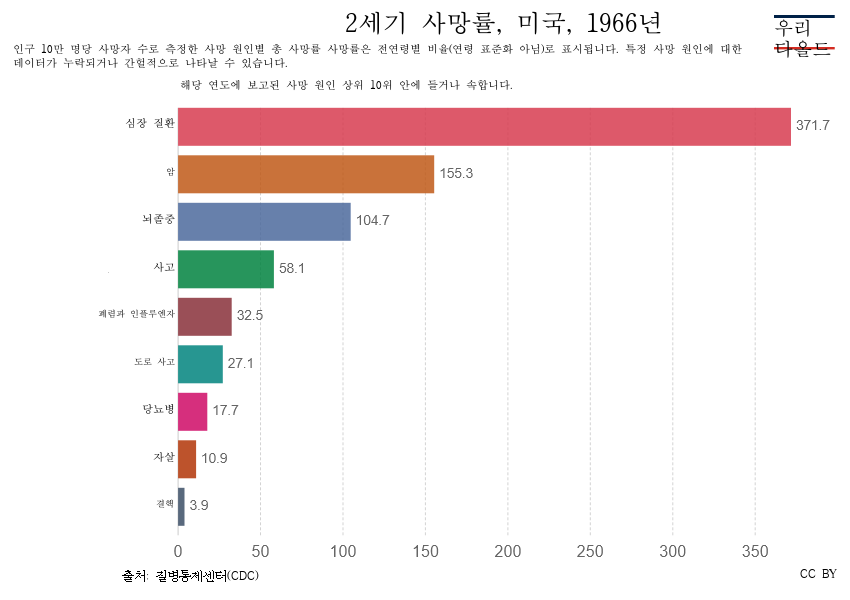 2세기 사망률, 미국, 1966년
우리
타올드
인구 10만 명당 사망자 수로 측정한 사망 원인별 총 사망률 사망률은 전연령별 비율(연령 표준화 아님)로 표시됩니다. 특정 사망 원인에 대한
데이터가 누락되거나 간헐적으로 나타날 수 있습니다.
해당 연도에 보고된 사망 원인 상위 10위 안에 들거나 속합니다.
심장 질환 371.7
암 155.3
뇌졸중 104.7
사고 58.1
폐렴과 인플루엔자 32.5
도로 사고 27.1
당뇨병 17.7
자살 10.9
결핵 3.9
0 50 100 150 200 250 300 350
출처: 질병통제센터(CDC)
CC BY